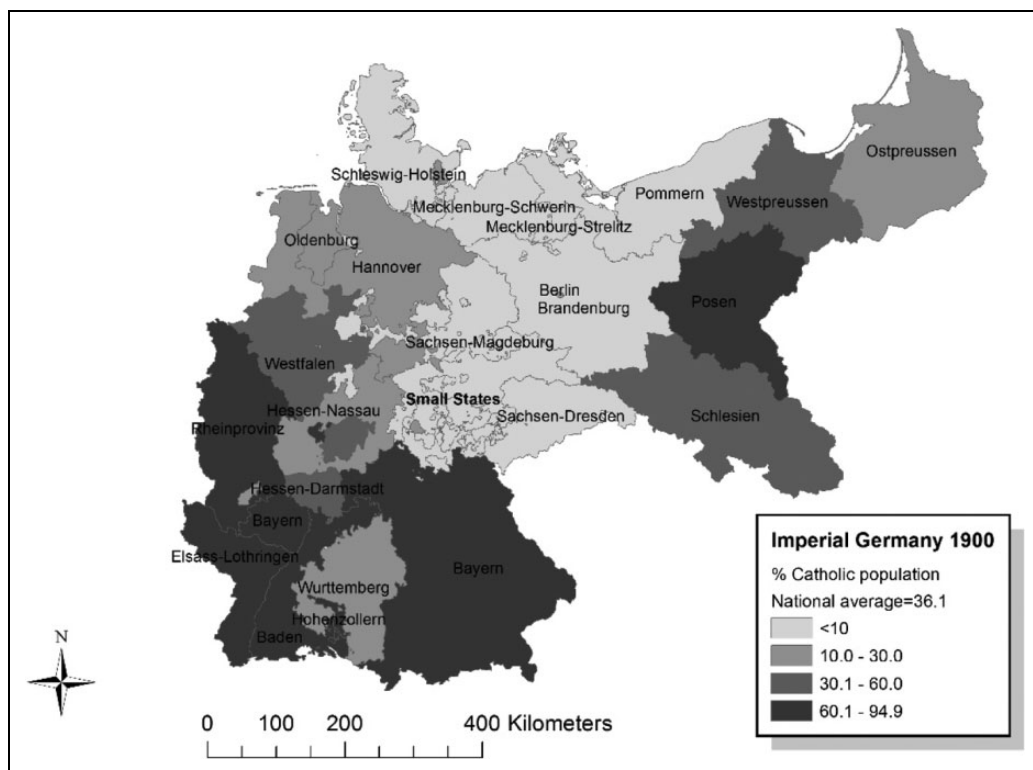 Ostpreussen
Schleswig-Holstein
Pommern
Westpreussen
Mecklenburg-Schwerin
Mecklenburg-Strelitz
Oldenburg
Hannover
Berlin
Brandenburg
Posen
Sachsen-Magdeburg
Westfalen
Small States
Hessen-Nassau
Sachsen-Dresden
Schlesien
Rheinprovinz
Hessen-Darmstadt
Bayern
Elsass-Lothringen
Bayern
Wurttemberg
Hohenzollern
Baden
Imperial Germany 1900
% Catholic population
National average=36.1
<10
10.0 - 30.0
30.1 - 60.0
60.1 - 94.9
N
0 100 200 400 Kilometers